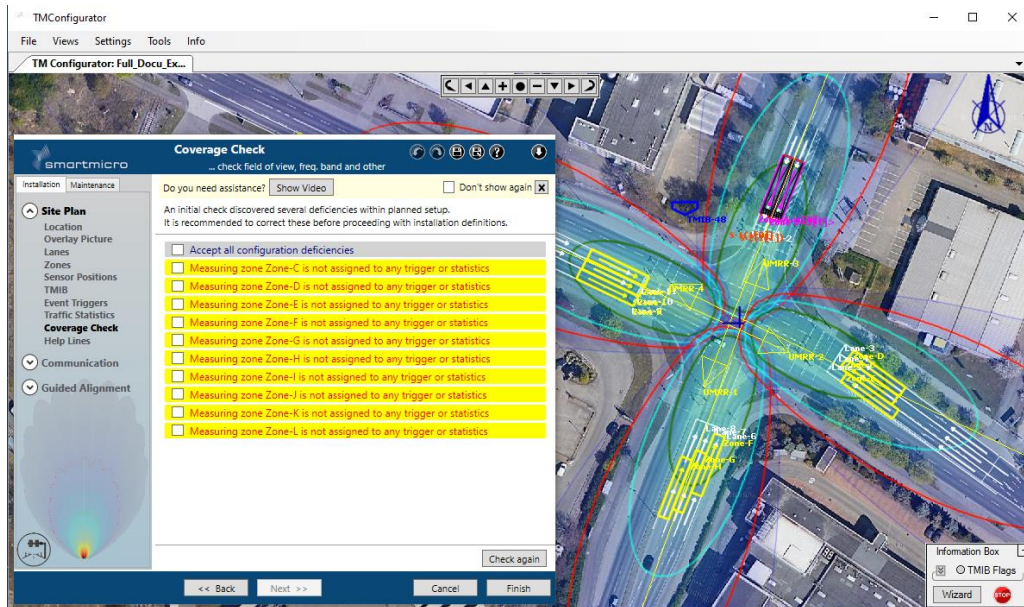 TMConfigurator
File Views Settings Tools Info
TM Configurator: Full_Docu_Ex...
smartmicro
Coverage Check
... check field of view, freq. band and other
Installation Maintenance
Site Plan
Location
Overlay Picture
Lanes
Zones
Sensor Positions
TMIB
Event Triggers
Traffic Statistics
Coverage Check
Help Lines
Communication
Guided Alignment
Do you need assistance? Show Video Don't show again X
An initial check discovered several deficiencies within planned setup.
It is recommended to correct these before proceeding with installation definitions.
Accept all configuration deficiencies
Measuring zone Zone-C is not assigned to any trigger or statistics
Measuring zone Zone-D is not assigned to any trigger or statistics
Measuring zone Zone-E is not assigned to any trigger or statistics
Measuring zone Zone-F is not assigned to any trigger or statistics
Measuring zone Zone-G is not assigned to any trigger or statistics
Measuring zone Zone-H is not assigned to any trigger or statistics
Measuring zone Zone-I is not assigned to any trigger or statistics
Measuring zone Zone-J is not assigned to any trigger or statistics
Measuring zone Zone-K is not assigned to any trigger or statistics
Measuring zone Zone-L is not assigned to any trigger or statistics
Check again
<< Back Next >> Cancel Finish
N
TMIB-48
UMRR-3
UMRR-4
Lane-10
Lane-9
UMRR-2
Lane-3
Zone-D
UMRR-1
Lane-8
Lane-7
Lane-6
Zone-F
Zone-G
Information Box
TMIB Flags
Wizard STOP